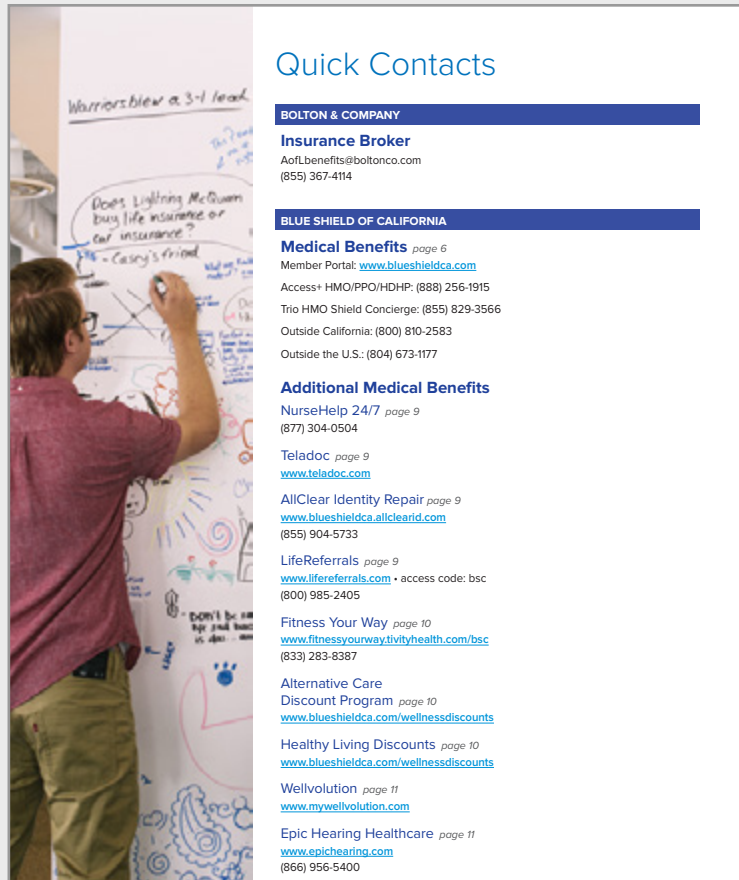 Warriors blew a 3-1 lead
Does Lightning McQueen
buy life insurance or
car insurance?
- Casey's friend
Quick Contacts
BOLTON & COMPANY
Insurance Broker
AofLbenefits@boltonco.com
(855) 367-4114
BLUE SHIELD OF CALIFORNIA
Medical Benefits page 6
Member Portal: www.blueshieldca.com
Access+ HMO/PPO/HDHP: (888) 256-1915
Trio HMO Shield Concierge: (855) 829-3566
Outside California: (800) 810-2583
Outside the U.S.: (804) 673-1177
Additional Medical Benefits
NurseHelp 24/7 page 9
(877) 304-0504
Teladoc page 9
www.teladoc.com
AllClear Identity Repair page 9
www.blueshieldca.allclearid.com
(855) 904-5733
LifeReferrals page 9
www.lifereferrals.com • access code: bsc
(800) 985-2405
Fitness Your Way page 10
www.fitnessyourway.tivityhealth.com/bsc
(833) 283-8387
Alternative Care
Discount Program page 10
www.blueshieldca.com/wellnessdiscounts
Healthy Living Discounts page 10
www.blueshieldca.com/wellnessdiscounts
Wellvolution page 11
www.mywellvolution.com
Epic Hearing Healthcare page 11
www.epichearing.com
(866) 956-5400